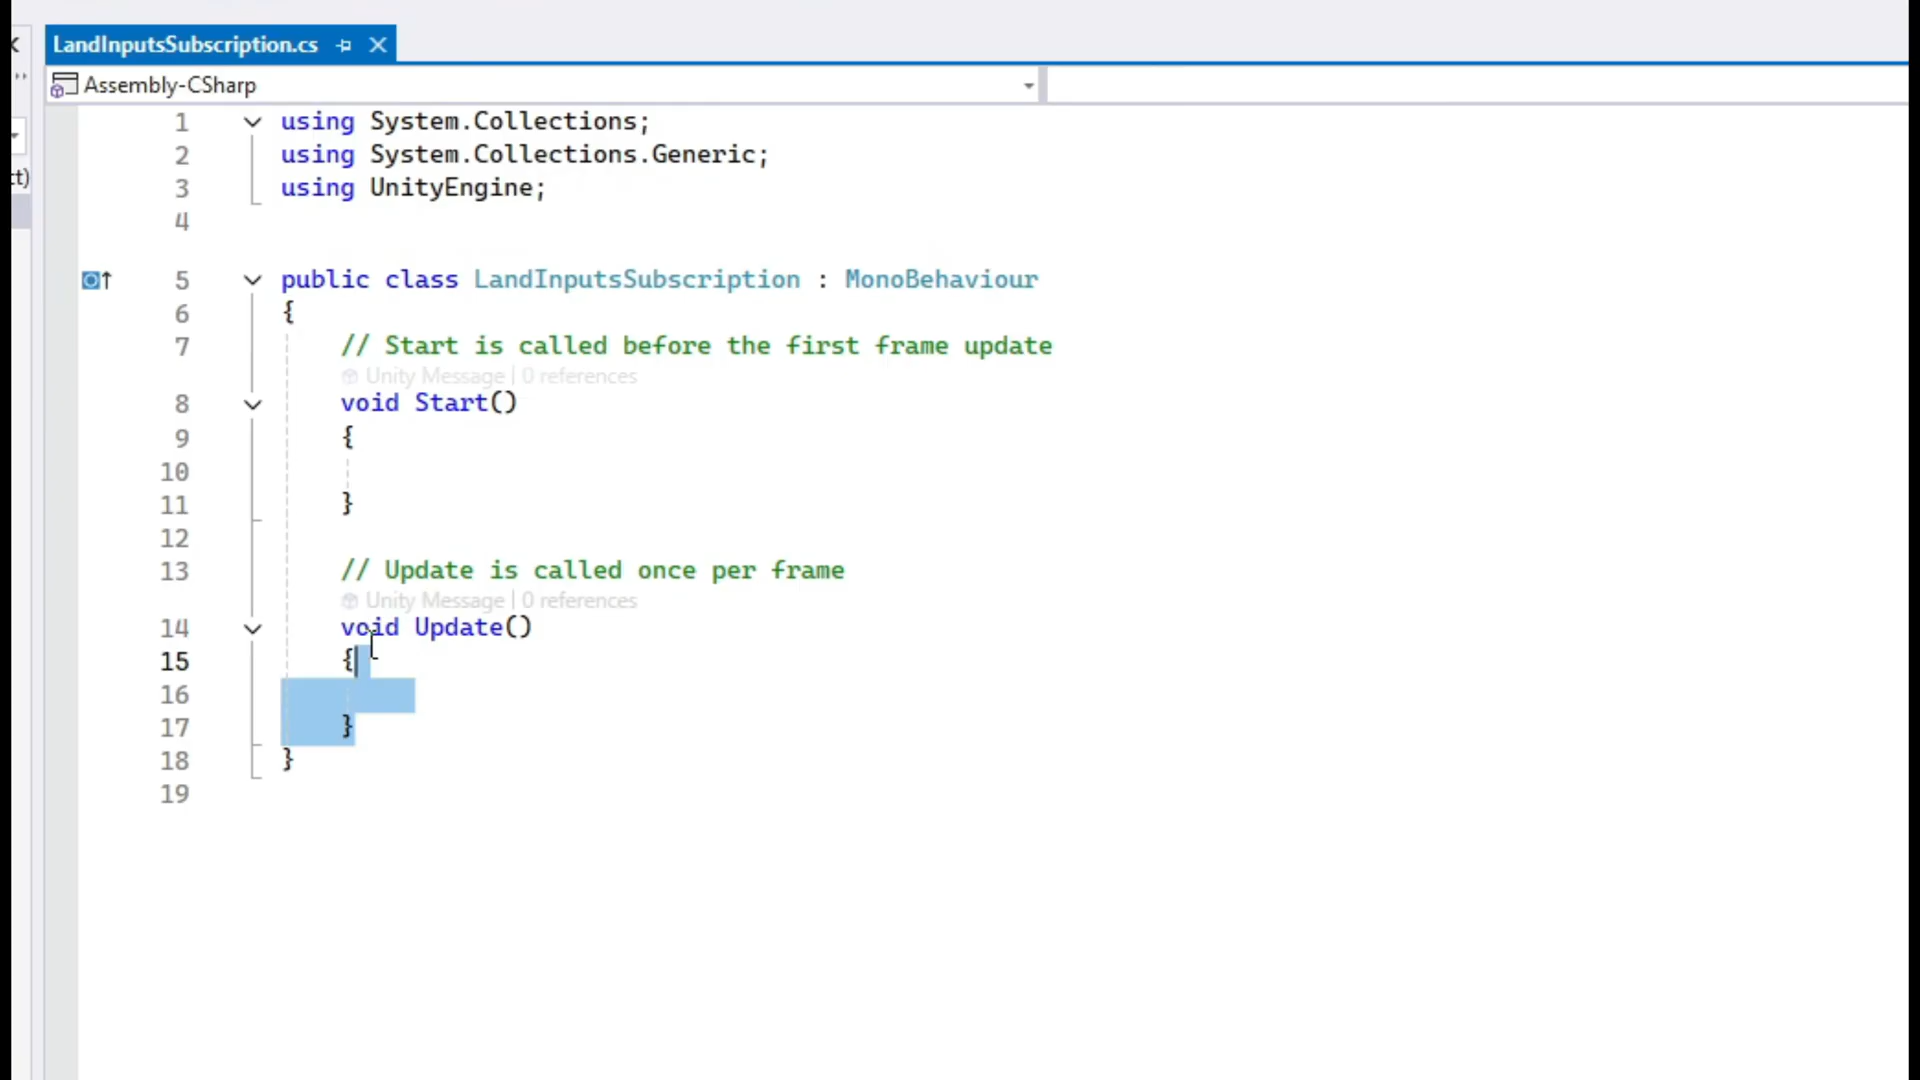 LandInputsSubscription.cs
Assembly-CSharp
ct)
1 using System.Collections;
2 using System.Collections.Generic;
3 using UnityEngine;
4
5 public class LandInputsSubscription : MonoBehaviour
6 {
7 // Start is called before the first frame update
Unity Message | 0 references
8 void Start()
9 {
10
11 }
12
13 // Update is called once per frame
Unity Message | 0 references
14 void Update()
15 {
16
17 }
18 }
19